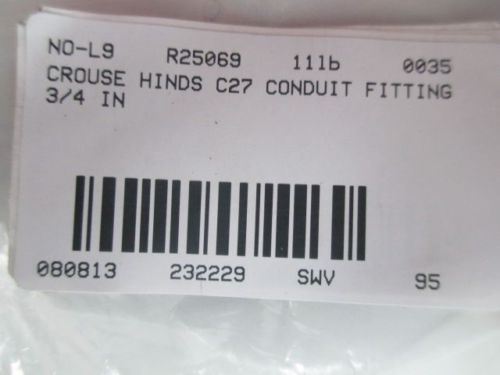 NO-L9 R25069 11lb 0035
CROUSE HINDS C27 CONDUIT FITTING
3/4 IN
080813 232229 SWV 95